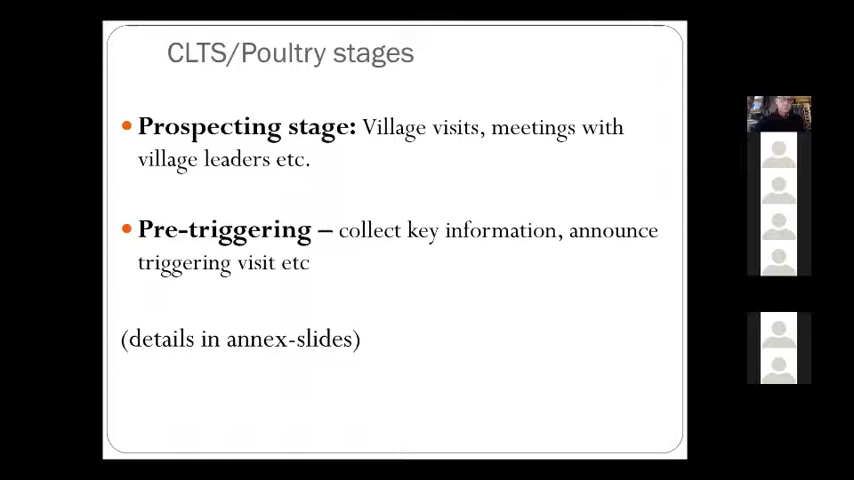 CLTS/Poultry stages
Prospecting stage: Village visits, meetings with
village leaders etc.
Pre-triggering – collect key information, announce
triggering visit etc
(details in annex-slides)